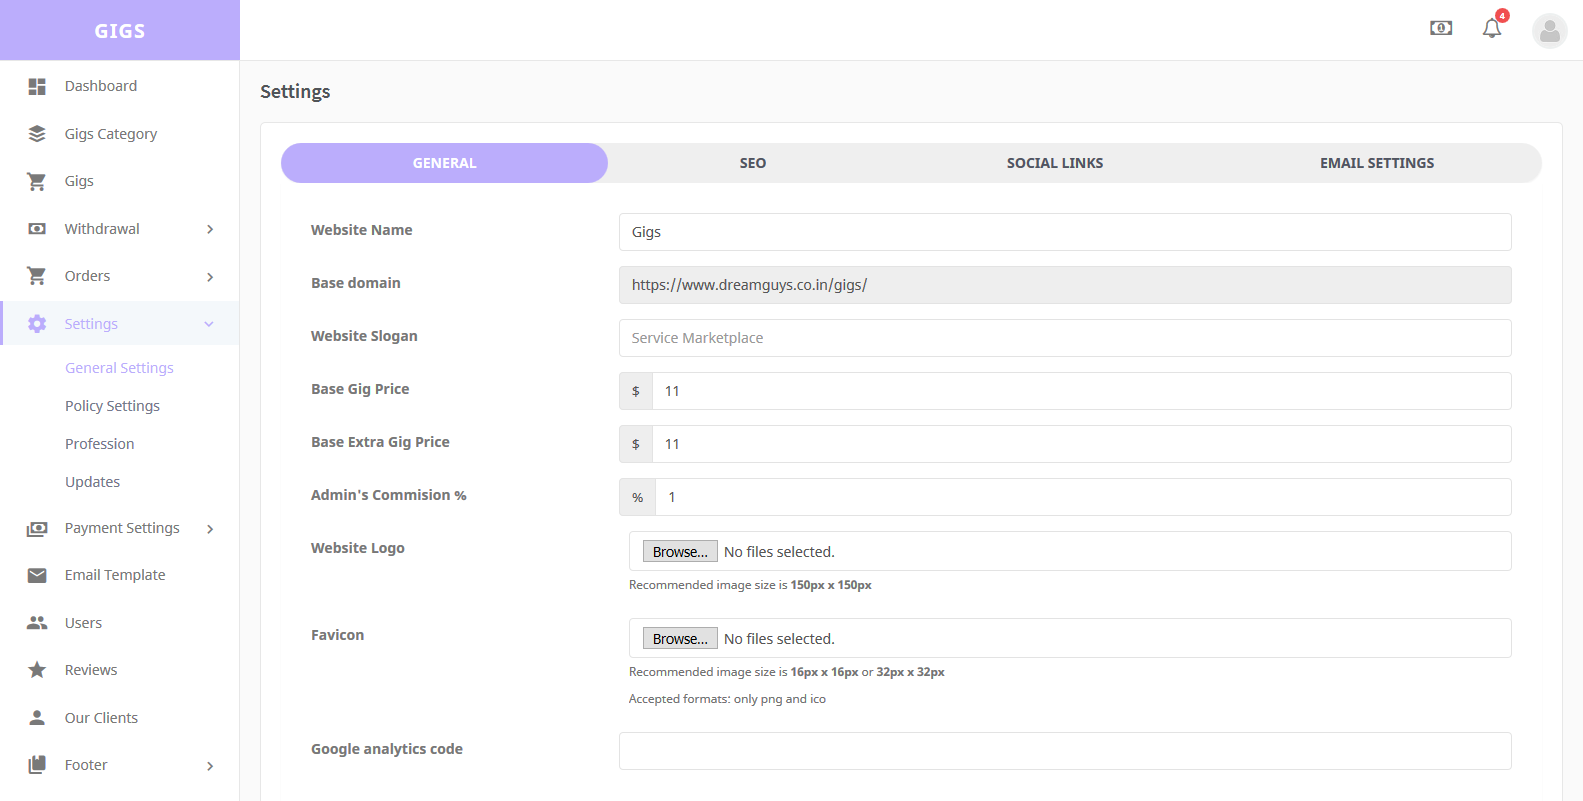 GIGS
4
Dashboard
Gigs Category
Gigs
Withdrawal
Orders
Settings
General Settings
Policy Settings
Profession
Updates
Payment Settings
Email Template
Users
Reviews
Our Clients
Footer
Settings
GENERAL SEO SOCIAL LINKS EMAIL SETTINGS
Website Name Gigs
Base domain https://www.dreamguys.co.in/gigs/
Website Slogan Service Marketplace
Base Gig Price $ 11
Base Extra Gig Price $ 11
Admin's Commision % % 1
Website Logo Browse... No files selected.
Recommended image size is 150px x 150px
Favicon Browse... No files selected.
Recommended image size is 16px x 16px or 32px x 32px
Accepted formats: only png and ico
Google analytics code